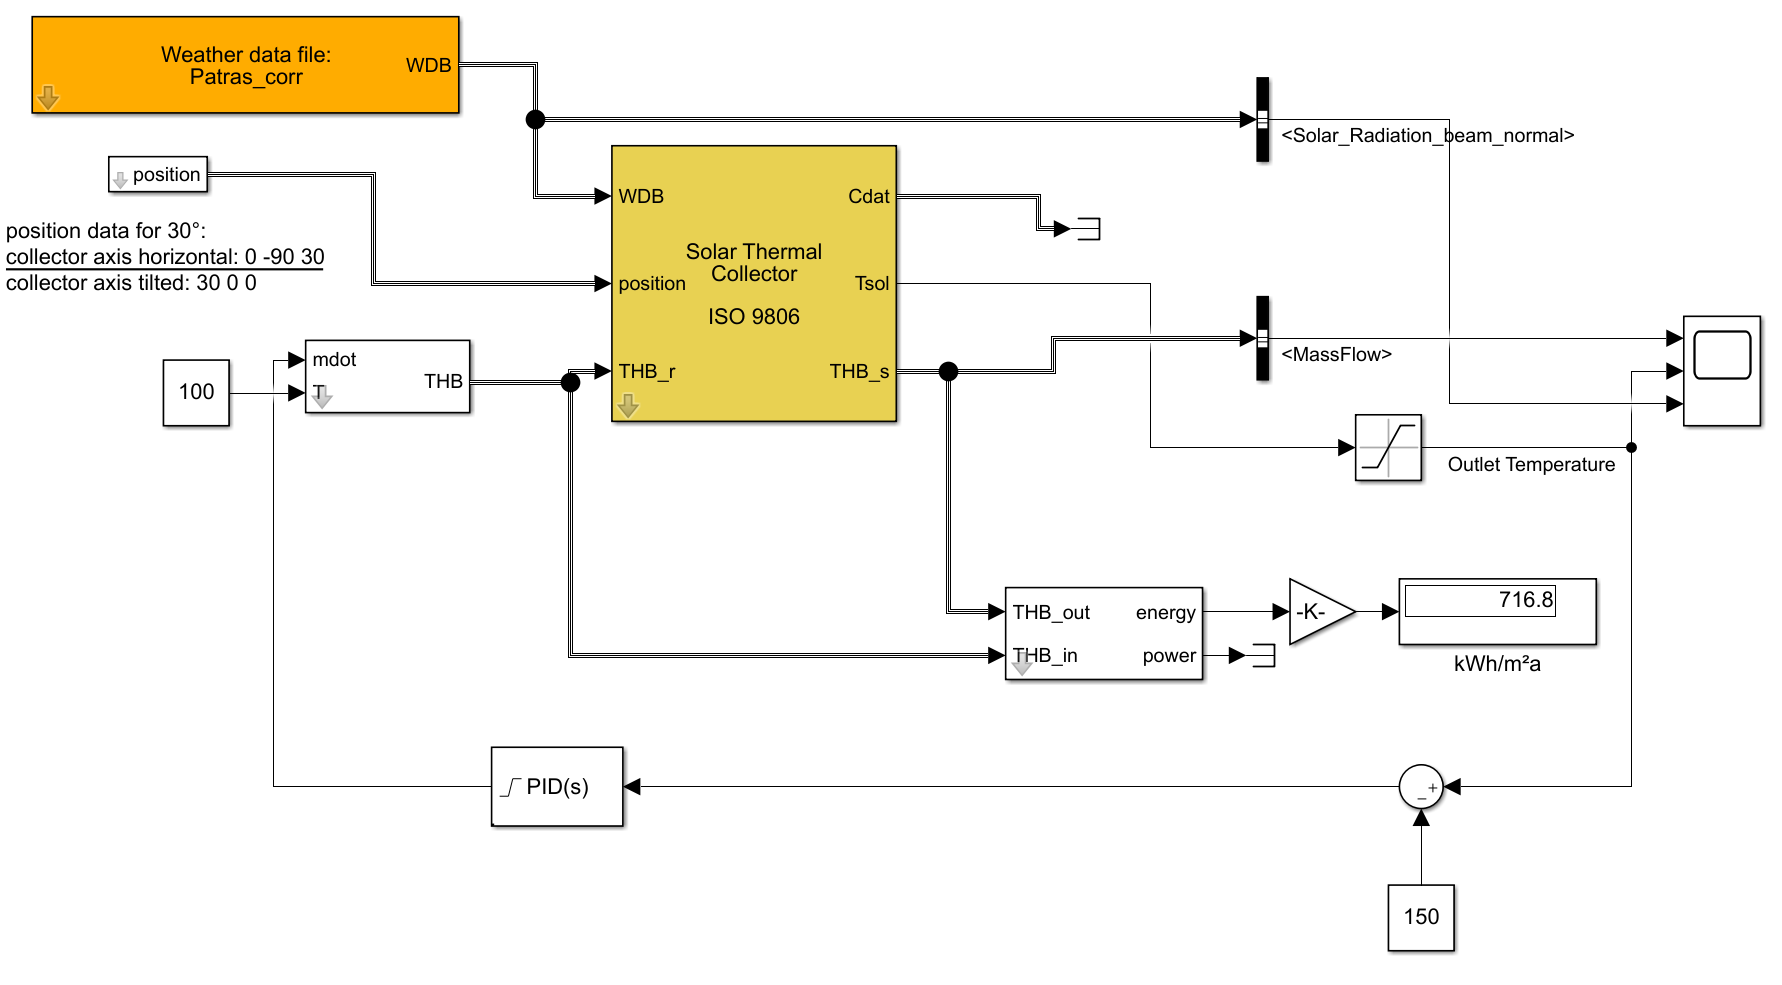 Weather data file:
Patras_corr
WDB
<Solar_Radiation_beam_normal>
position
position data for 30°:
collector axis horizontal: 0 -90 30
collector axis tilted: 30 0 0
WDB
Cdat
Solar Thermal
Collector
position
Tsol
ISO 9806
THB_r
THB_s
<MassFlow>
mdot
T
THB
100
Outlet Temperature
THB_out
energy
THB_in
power
-K-
716.8
kWh/m²a
PID(s)
+
−
150